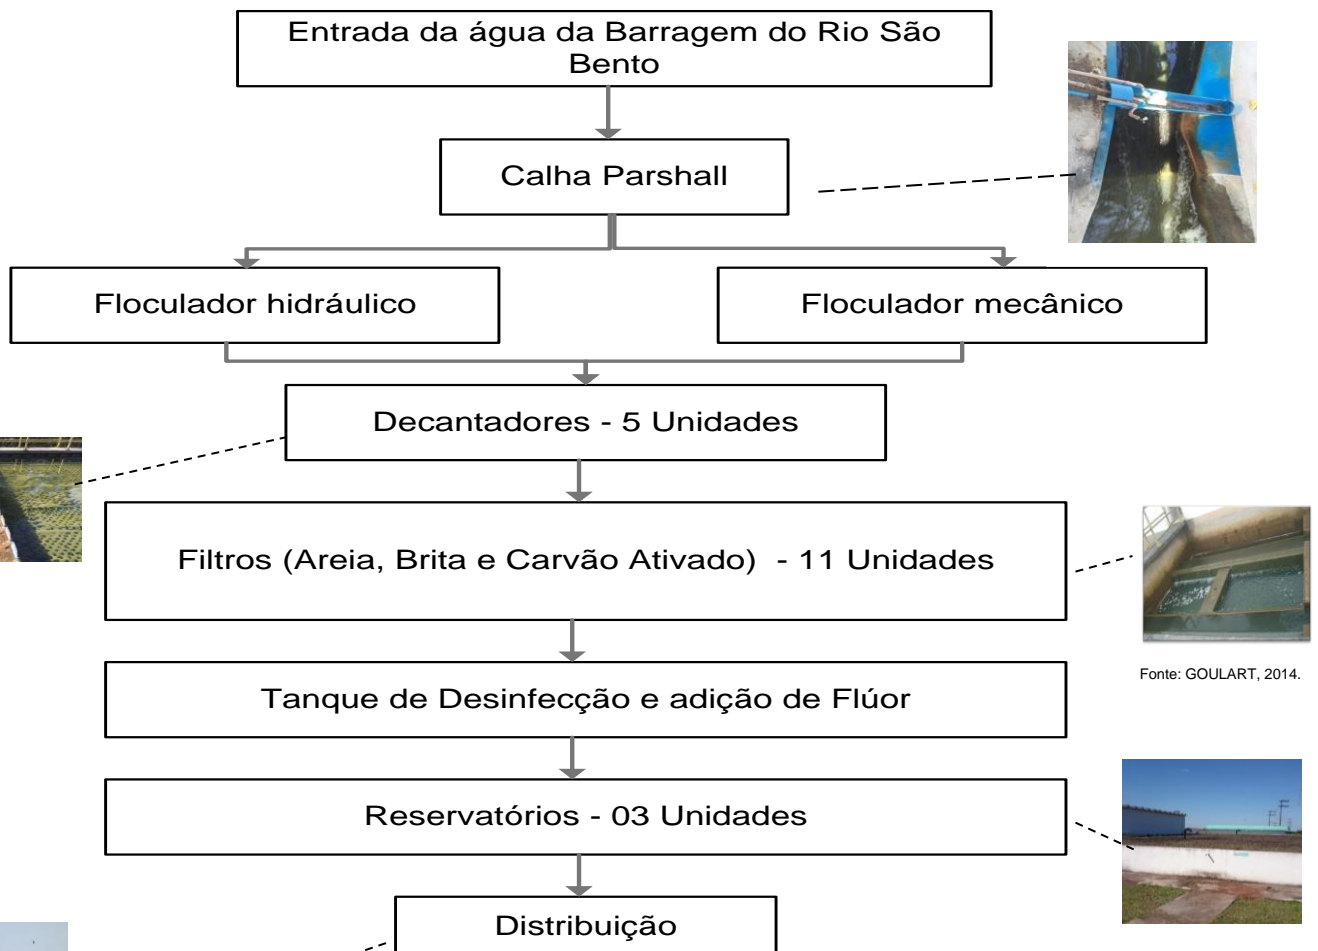 Entrada da água da Barragem do Rio São
Bento
Calha Parshall
Floculador hidráulico
Floculador mecânico
Decantadores - 5 Unidades
Filtros (Areia, Brita e Carvão Ativado) - 11 Unidades
Fonte: GOULART, 2014.
Tanque de Desinfecção e adição de Flúor
Reservatórios - 03 Unidades
Distribuição